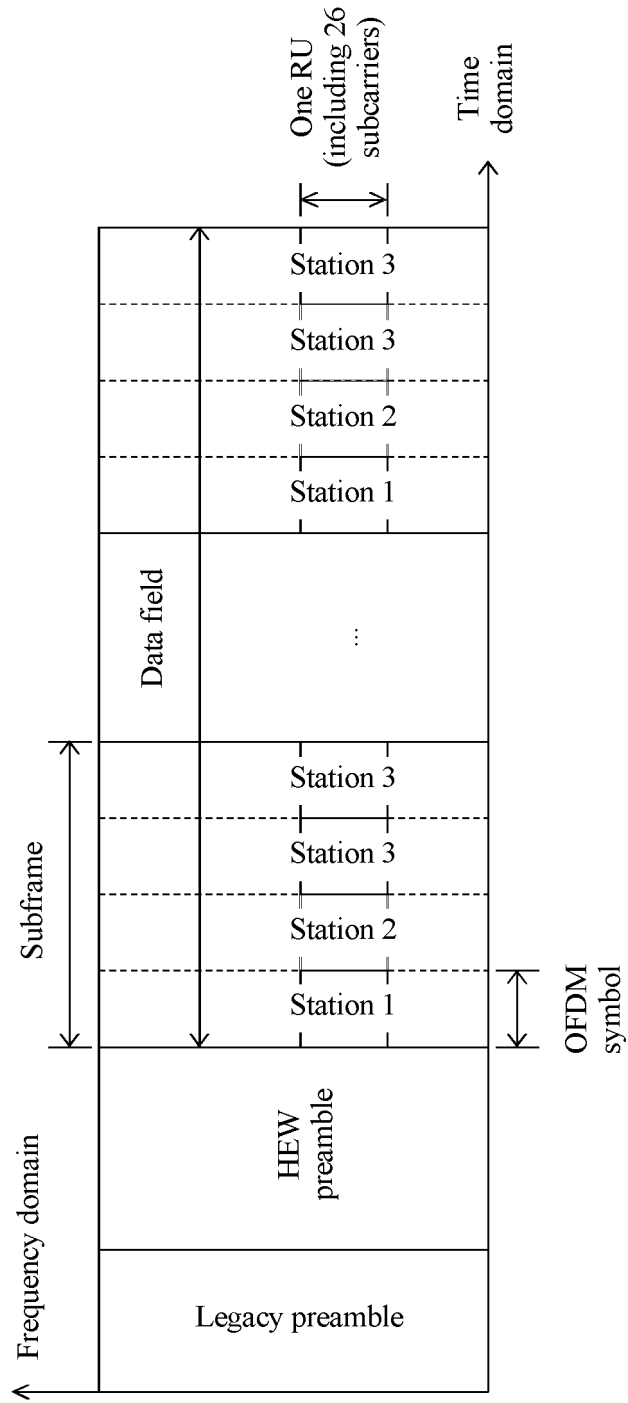 Frequency domain
Subframe
Data field
Legacy preamble
HEW
preamble
Station 1
Station 2
Station 3
Station 3
...
Station 1
Station 2
Station 3
Station 3
One RU
(including 26
subcarriers)
OFDM
symbol
Time
domain